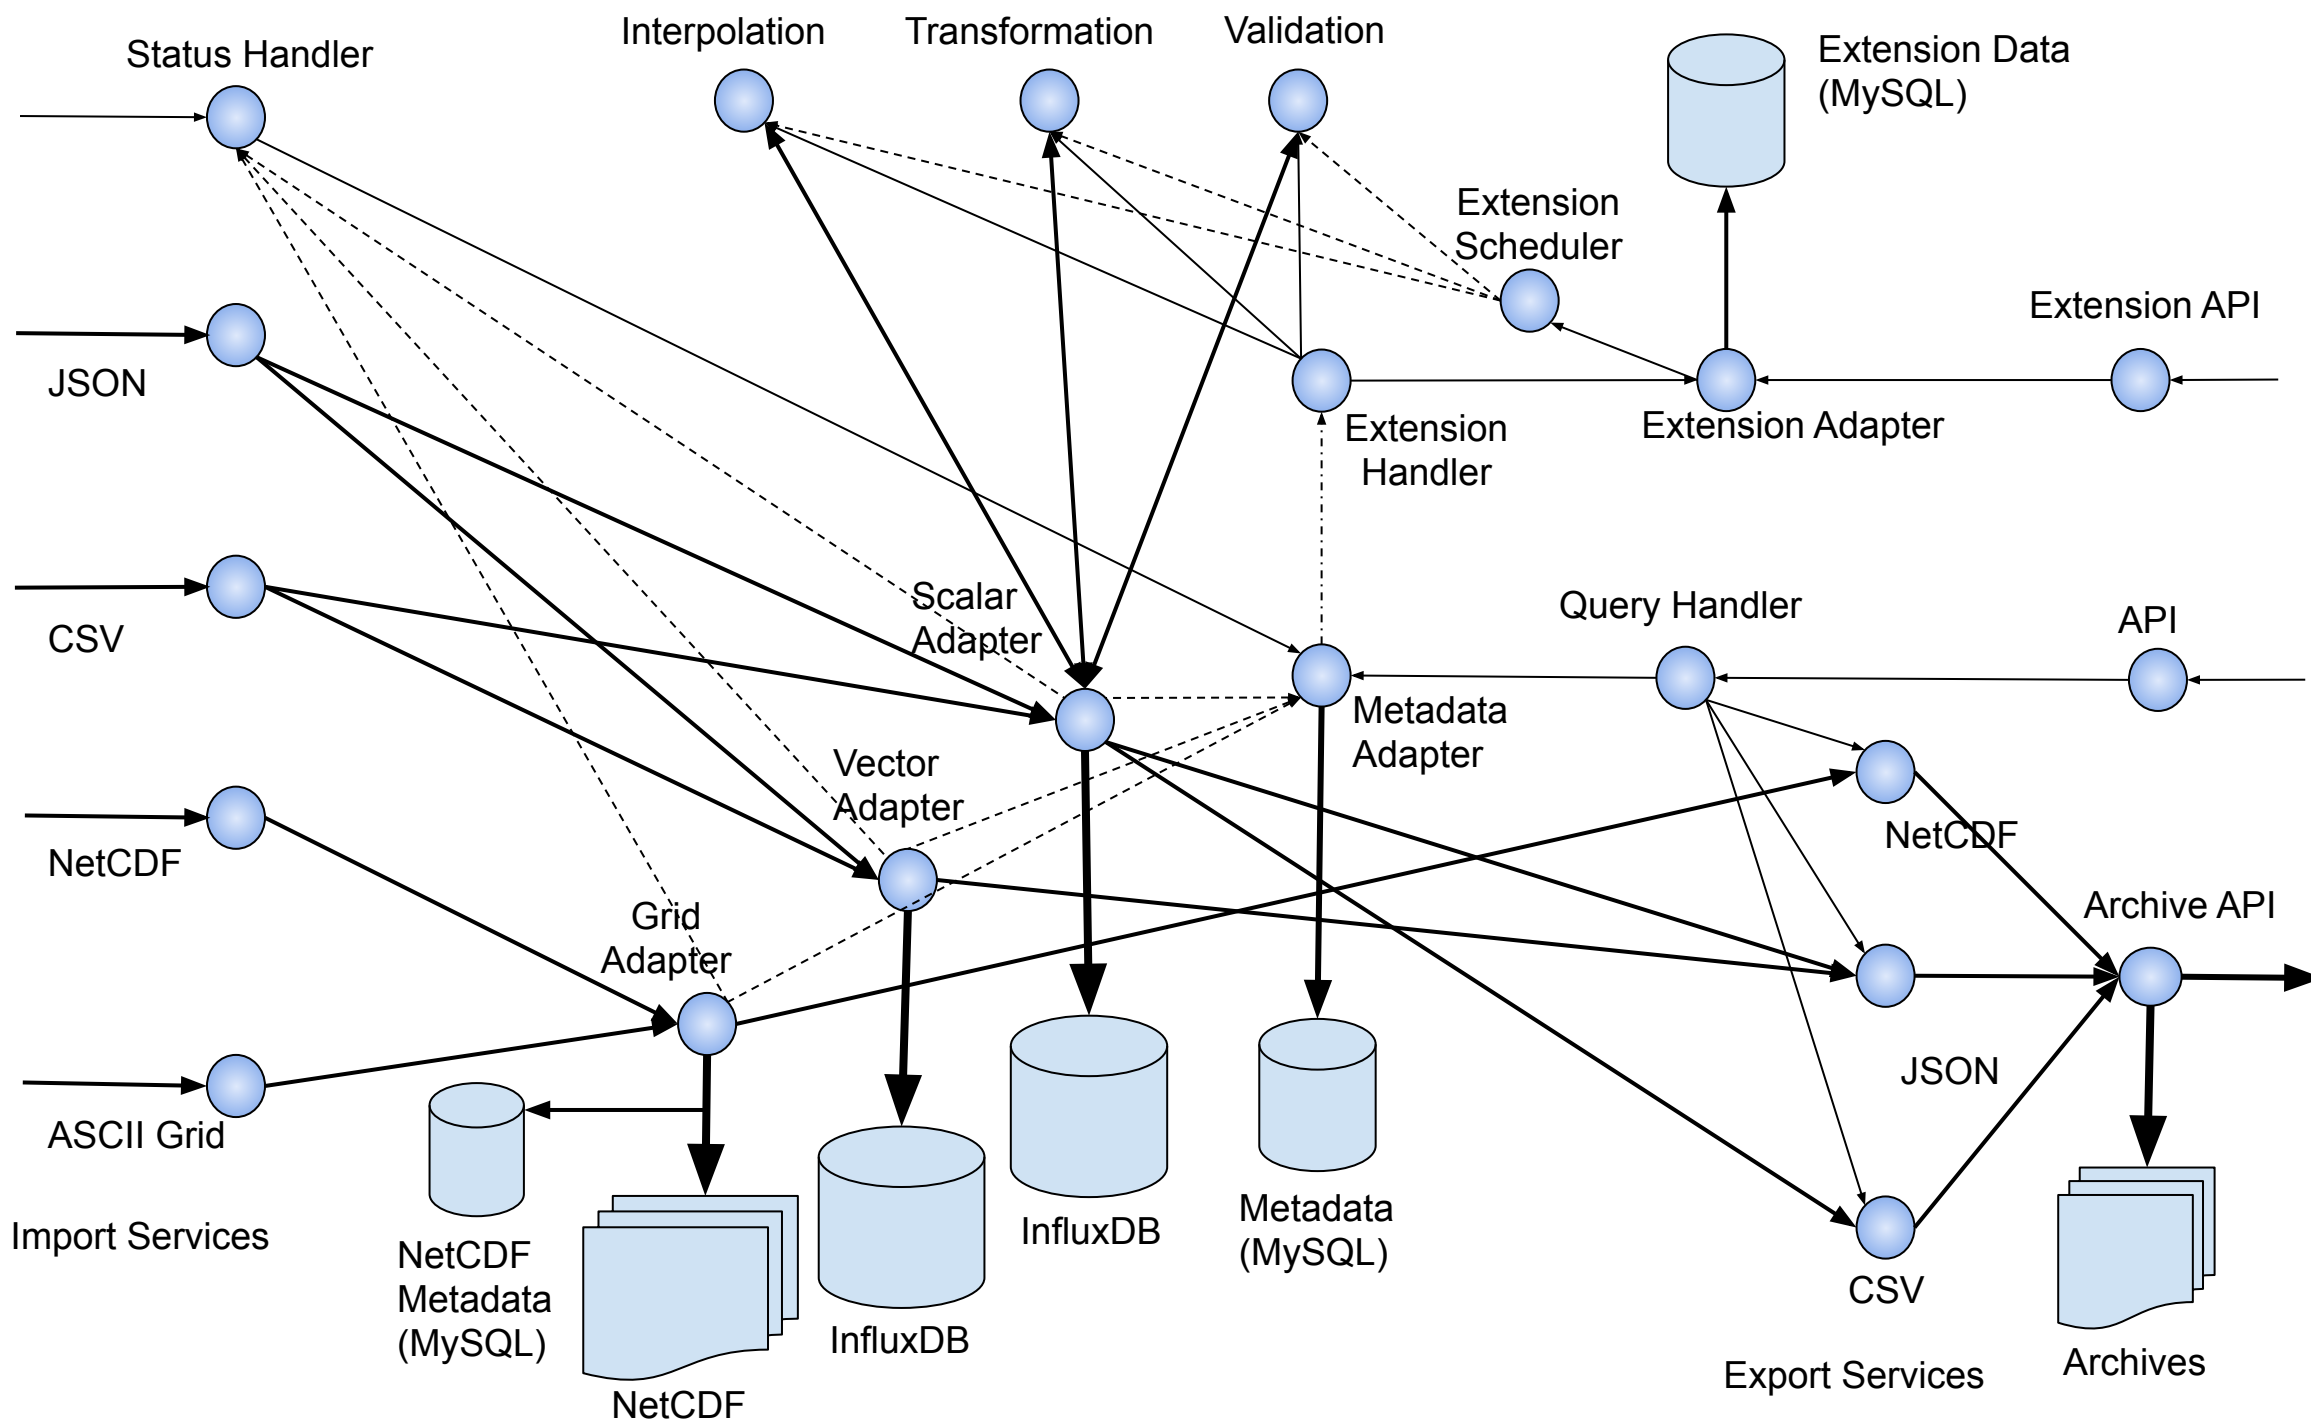 Status Handler
Interpolation
Transformation
Validation
Extension Data
(MySQL)
Extension
Scheduler
Extension API
JSON
Extension
Handler
Extension Adapter
CSV
Scalar
Adapter
Query Handler
API
Metadata
Adapter
Vector
Adapter
NetCDF
NetCDF
Grid
Adapter
Archive API
JSON
ASCII Grid
Import Services
NetCDF
Metadata
(MySQL)
NetCDF
InfluxDB
InfluxDB
Metadata
(MySQL)
CSV
Export Services
Archives